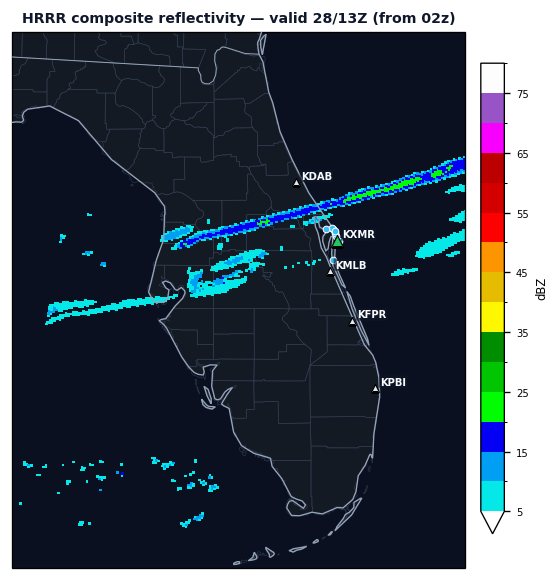 HRRR composite reflectivity — valid 28/13Z (from 02z)
KDAB
KXMR
KMLB
KFPR
KPBI
75
65
55
45
35
25
15
5
dBZ